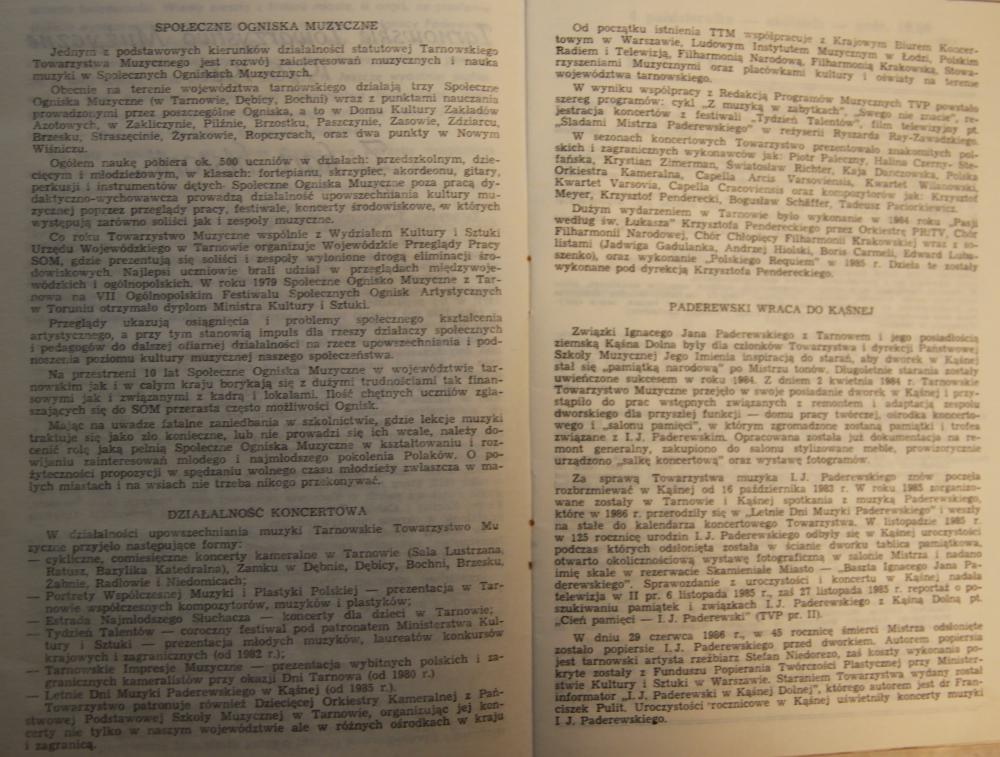 SPOŁECZNE OGNISKA MUZYCZNE
Jednym z podstawowych kierunków działalności statutowej Tarnowskiego
Towarzystwa Muzycznego jest rozwój zainteresowań muzycznych i nauka
muzyki w Społecznych Ogniskach Muzycznych.
Obecnie na terenie województwa tarnowskiego działają trzy Społeczne
Ogniska Muzyczne (w Tarnowie, Dębicy, Bochni) wraz z punktami nauczania
prowadzonymi przez poszczególne Ogniska, a to w Domu Kultury Zakładów
Azotowych, w Zakliczynie, Pilźnie, Brzostku, Paszczynie, Zasowie, Zdziarcu,
Brzesku, Straszęcinie, Żyrakowie, Ropczycach, oraz dwa punkty w Nowym
Wiśniczu.
Ogółem naukę pobiera ok. 500 uczniów w działach: przedszkolnym, dzie-
cięcym i młodzieżowym, w klasach: fortepianu, skrzypiec, akordeonu, gitary,
perkusji i instrumentów dętych. Społeczne Ogniska Muzyczne poza pracą dy-
daktyczno-wychowawcza prowadzą działalność upowszechniania kultury mu-
zycznej poprzez przeglądy pracy, festiwale, koncerty środowiskowe, w których
występują zarówno soliści jak i zespoły muzyczne.
Co roku Towarzystwo Muzyczne wspólnie z Wydziałem Kultury i Sztuki
Urzędu Wojewódzkiego w Tarnowie organizuje Wojewódzkie Przeglądy Pracy
SOM, gdzie prezentują się soliści i zespoły wyłonione drogą eliminacji śro-
dowiskowych. Najlepsi uczniowie brali udział w przeglądach międzywoje-
wódzkich i ogólnopolskich. W roku 1979 Społeczne Ognisko Muzyczne z Tar-
nowa na VII Ogólnopolskim Festiwalu Społecznych Ognisk Artystycznych
w Toruniu otrzymało dyplom Ministra Kultury i Sztuki.
Przeglądy ukazują osiągnięcia i problemy społecznego kształcenia
artystycznego, a przy tym stanowią impuls dla rzeszy działaczy społecznych
i pedagogów do dalszej ofiarnej działalności na rzecz upowszechniania i pod-
noszenia poziomu kultury muzycznej naszego społeczeństwa.
Na przestrzeni 10 lat Społeczne Ogniska Muzyczne w województwie tar-
nowskim jak i w całym kraju borykają się z dużymi trudnościami tak finan-
sowymi jak i związanymi z kadrą i lokalami. Ilość chętnych uczniów zgła-
szających się do SOM przerasta często możliwości Ognisk.
Mając na uwadze fatalne zaniedbania w szkolnictwie, gdzie lekcje muzyki
traktuje się jako zło konieczne, lub nie prowadzi się ich wcale, należy do-
cenić rolę jaką pełnią Społeczne Ogniska Muzyczne w kształtowaniu i roz-
wijaniu zainteresowań młodego i najmłodszego pokolenia Polaków. O po-
żyteczności propozycji w spędzaniu wolnego czasu młodzieży zwłaszcza w ma-
łych miastach i na wsiach nie trzeba nikogo przekonywać.
DZIAŁALNOŚĆ KONCERTOWA
W działalności upowszechniania muzyki Tarnowskie Towarzystwo Mu
zyczne przyjęło następujące formy:
— cykliczne, comiesięczne koncerty kameralne w Tarnowie (Sala Lustrzana,
Ratusz, Bazylika Katedralna), Zamku w Dębnie, Dębicy, Bochni, Brzesku,
Żabnie, Radłowie i Niedomicach;
— Portrety Współczesnej Muzyki i Plastyki Polskiej — prezentacja w Tar-
nowie współczesnych kompozytorów, muzyków i plastyków;
— Estrada Najmłodszego Słuchacza — koncerty dla dzieci w Tarnowie;
— Tydzień Talentów — coroczny festiwal pod patronatem Ministerstwa Kul-
tury i Sztuki — prezentacja młodych muzyków, laureatów konkursów
krajowych i zagranicznych (od 1982 r.);
— Tarnowskie Impresje Muzyczne — prezentacja wybitnych polskich i za-
granicznych kameralistów przy okazji Dni Tarnowa (od 1980 r.)
— Letnie Dni Muzyki Paderewskiego w Kąśnej (od 1985 r.).
Towarzystwo patronuje również Dziecięcej Orkiestry Kameralnej z Pań-
stwowej Podstawowej Szkoły Muzycznej w Tarnowie, organizując jej kon-
certy nie tylko w naszym województwie ale w różnych ośrodkach w kraju
i zagranicą.
Od początku istnienia TTM współpracuje z Krajowym Biurem Koncer-
towym w Warszawie, Ludowym Instytutem Muzycznym w Łodzi, Polskim
Radiem i Telewizją, Filharmonią Narodową, Filharmonią Krakowską, Stowa-
rzyszeniami Muzycznymi oraz placówkami kultury i oświaty na terenie
województwa tarnowskiego.
W wyniku współpracy z Redakcją Programów Muzycznych TVP powstało
szereg programów: cykl „Z muzyką w zabytkach", „Swego nie znacie", re-
jestracja koncertów z festiwali „Tydzień Talentów", film telewizyjny pt.
„Śladami Mistrza Paderewskiego" w reżyserii Ryszarda Ray-Zawadzkiego.
W sezonach koncertowych Towarzystwo prezentowało znakomitych pol-
skich i zagranicznych wykonawców jak: Piotr Paleczny, Halina Czerny- Ste-
fańska, Krystian Zimerman, Światosław Richter, Kaja Danczowska, Polska
Orkiestra Kameralna, Capella Arcis Varsoviensis, Kwartet Wilanowski,
Kwartet Varsovia, Capella Cracoviensis oraz kompozytorów jak: Krzysztof
Meyer, Krzysztof Penderecki, Bogusław Schäffer, Tadeusz Paciorkiewicz.
Dużym wydarzeniem w Tarnowie było wykonanie w 1984 roku „Pasji
według św. Łukasza" Krzysztofa Pendereckiego przez Orkiestrę PRiTV, Chór
Filharmonii Narodowej, Chór Chłopięcy Filharmonii Krakowskiej wraz z so-
listami (Jadwiga Gadulanka, Andrzej Hiolski, Boris Carmeli, Edward Luba-
szenko), oraz wykonanie „Polskiego Requiem" w 1985 r. Dzieła te zostały
wykonane pod dyrekcją Krzysztofa Pendereckiego.
PADEREWSKI WRACA DO KĄŚNEJ
Związki Ignacego Jana Paderewskiego z Tarnowem i jego posiadłością
ziemską Kąśna Dolna były dla członków Towarzystwa i dyrekcji Państwowej
Szkoły Muzycznej Jego Imienia inspiracją do starań, aby dworek w Kąśnej
stał się „pamiątką narodową" po Mistrzu tonów. Długoletnie starania zostały
uwieńczone sukcesem w roku 1984. Z dniem 2 kwietnia 1984 r. Tarnowskie
Towarzystwo Muzyczne przejęło w swoje posiadanie dworek w Kąśnej i przy-
stąpiło do prac wstępnych związanych z remontem i adaptacją zespołu
dworskiego dla przyszłej funkcji — domu pracy twórczej, ośrodka koncerto-
wego i „salonu pamięci", w którym zgromadzone zostaną pamiątki i trofea
związane z I.J. Paderewskim. Opracowana została już dokumentacja na re-
mont generalny, zakupiono do salonu stylizowane meble, prowizorycznie
urządzono „salkę koncertową" oraz wystawę fotogramów.
Za sprawą Towarzystwa muzyka I.J. Paderewskiego znów poczęła
rozbrzmiewać w Kąśnej od 16 października 1983 r. W roku 1985 zorganizo-
wane zostały w Tarnowie i Kąśnej spotkania z muzyką Paderewskiego,
które w 1986 r. przerodziły się w „Letnie Dni Muzyki Paderewskiego" i weszły
na stałe do kalendarza koncertowego Towarzystwa. W listopadzie 1985 r.
w 125 rocznicę urodzin I.J. Paderewskiego odbyły się w Kąśnej uroczystości
podczas których odsłonięta została w ścianie dworku tablica pamiątkowa,
otwarto okolicznościową wystawę fotograficzną w salonie Mistrza i nadano
imię skale w rezerwacie Skamieniałe Miasto — „Baszta Ignacego Jana Pa-
derewskiego". Sprawozdanie z uroczystości i koncertu w Kąśnej nadała
telewizja w II pr. 6 listopada 1985 r., zaś 27 listopada 1985 r. reportaż o po-
szukiwaniu pamiątek i związkach I.J. Paderewskiego z Kąśną Dolną pt.
„Cień pamięci — I.J. Paderewski" (TVP pr. II).
W dniu 29 czerwca 1986 r., w 45 rocznicę śmierci Mistrza odsłonięte
zostało popiersie I.J. Paderewskiego przed dworkiem. Autorem popiersia
jest tarnowski artysta rzeźbiarz Stefan Niedorezo, zaś koszty wykonania po-
kryte zostały z Funduszu Popierania Twórczości Plastycznej przy Minister-
stwie Kultury i Sztuki w Warszawie. Staraniem Towarzystwa wydany został
informator „I.J. Paderewski w Kąśnej Dolnej", którego autorem jest dr Fran-
ciszek Pulit. Uroczystości rocznicowe w Kąśnej uświetniły koncerty muzyki
I J. Paderewskiego.